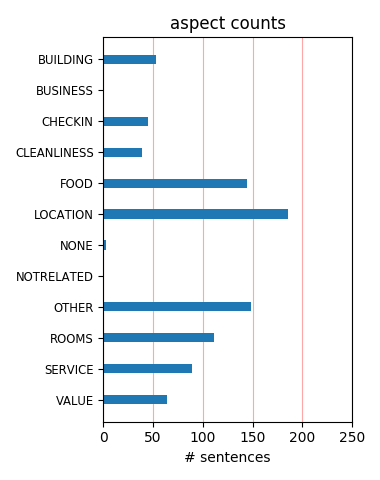 aspect counts
BUILDING
BUSINESS
CHECKIN
CLEANLINESS
FOOD
LOCATION
NONE
NOTRELATED
OTHER
ROOMS
SERVICE
VALUE
0 50 100 150 200 250
# sentences